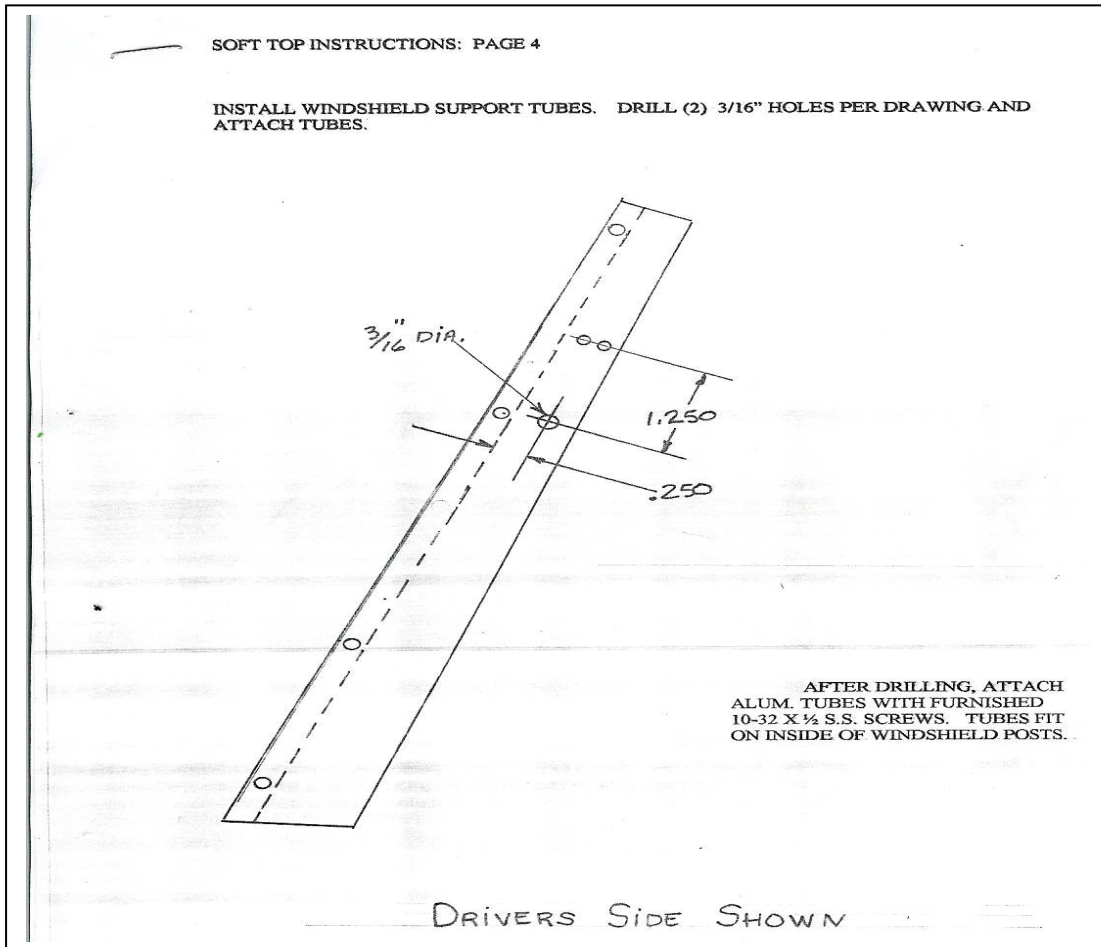 SOFT TOP INSTRUCTIONS: PAGE 4
INSTALL WINDSHIELD SUPPORT TUBES. DRILL (2) 3/16" HOLES PER DRAWING AND
ATTACH TUBES.
3/16" DIA.
1.250
.250
AFTER DRILLING, ATTACH
ALUM. TUBES WITH FURNISHED
10-32 X ½ S.S. SCREWS. TUBES FIT
ON INSIDE OF WINDSHIELD POSTS.
DRIVERS SIDE SHOWN